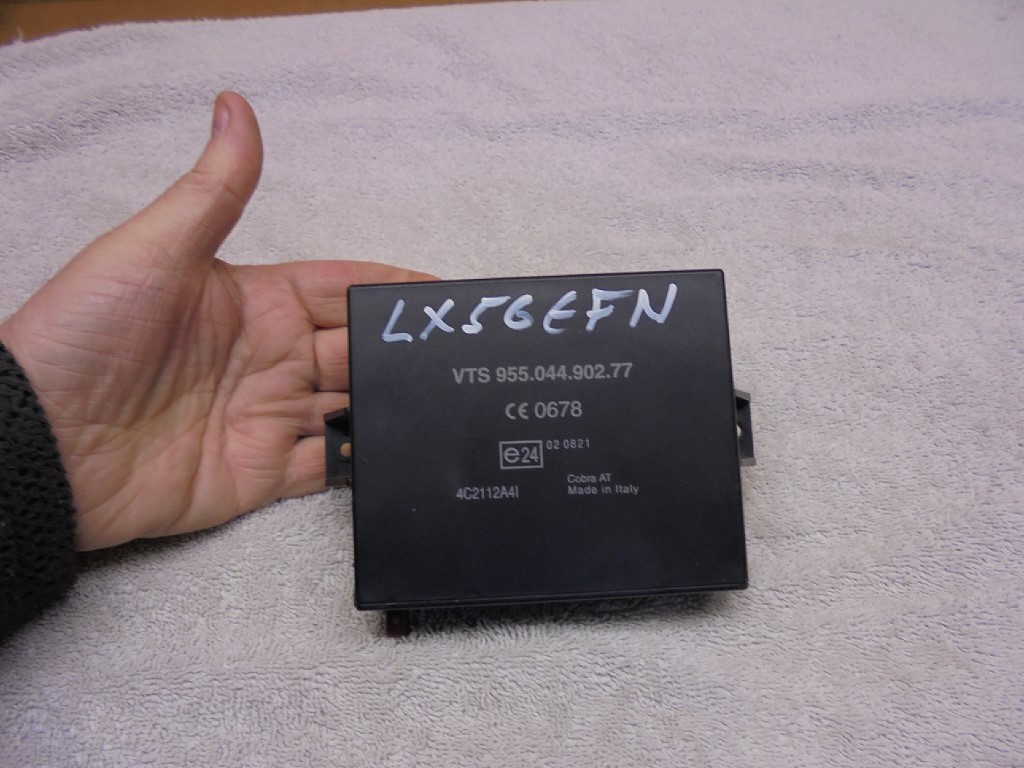 LX56EFN
VTS 955.044.902.77
CE 0678
e24 02 0821
4C2112A4I
Cobra AT
Made in Italy